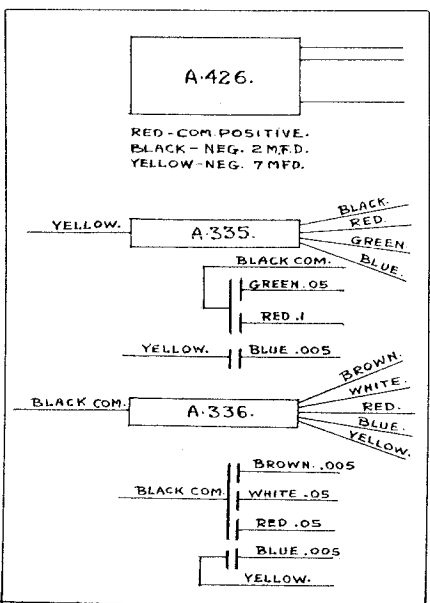 A·426.
RED-COM. POSITIVE.
BLACK-NEG. 2 M.F.D.
YELLOW-NEG. 7 MFD.
YELLOW.
A·335.
BLACK.
RED.
GREEN.
BLUE.
BLACK COM.
GREEN .05
RED .1
YELLOW.
BLUE .005
BLACK COM.
A·336.
BROWN.
WHITE.
RED.
BLUE.
YELLOW.
BROWN .005
BLACK COM.
WHITE .05
RED .05
BLUE .005
YELLOW.